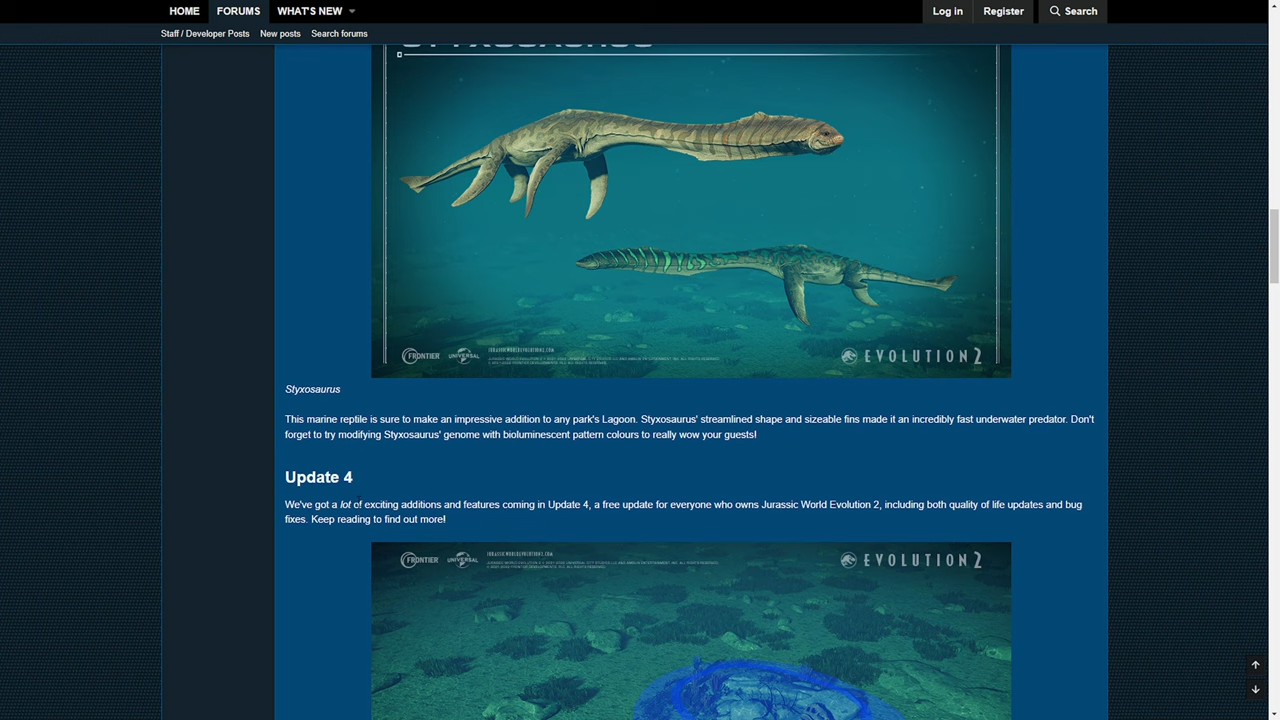 HOME FORUMS WHAT'S NEW Log in Register Search
Staff / Developer Posts New posts Search forums
STYXOSAURUS
FRONTIER UNIVERSAL JURASSICWORLDEVOLUTION2.COM EVOLUTION 2
Styxosaurus
This marine reptile is sure to make an impressive addition to any park's Lagoon. Styxosaurus' streamlined shape and sizeable fins made it an incredibly fast underwater predator. Don't
forget to try modifying Styxosaurus' genome with bioluminescent pattern colours to really wow your guests!
Update 4
We've got a lot of exciting additions and features coming in Update 4, a free update for everyone who owns Jurassic World Evolution 2, including both quality of life updates and bug
fixes. Keep reading to find out more!
FRONTIER UNIVERSAL EVOLUTION 2